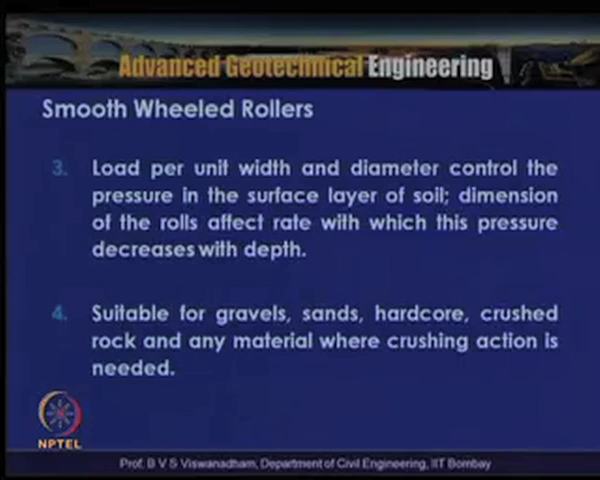 Advanced Geotechnical Engineering
Smooth Wheeled Rollers
3. Load per unit width and diameter control the
pressure in the surface layer of soil; dimension
of the rolls affect rate with which this pressure
decreases with depth.
4. Suitable for gravels, sands, hardcore, crushed
rock and any material where crushing action is
needed.
NPTEL
Prof. B V S Viswanadham, Department of Civil Engineering, IIT Bombay